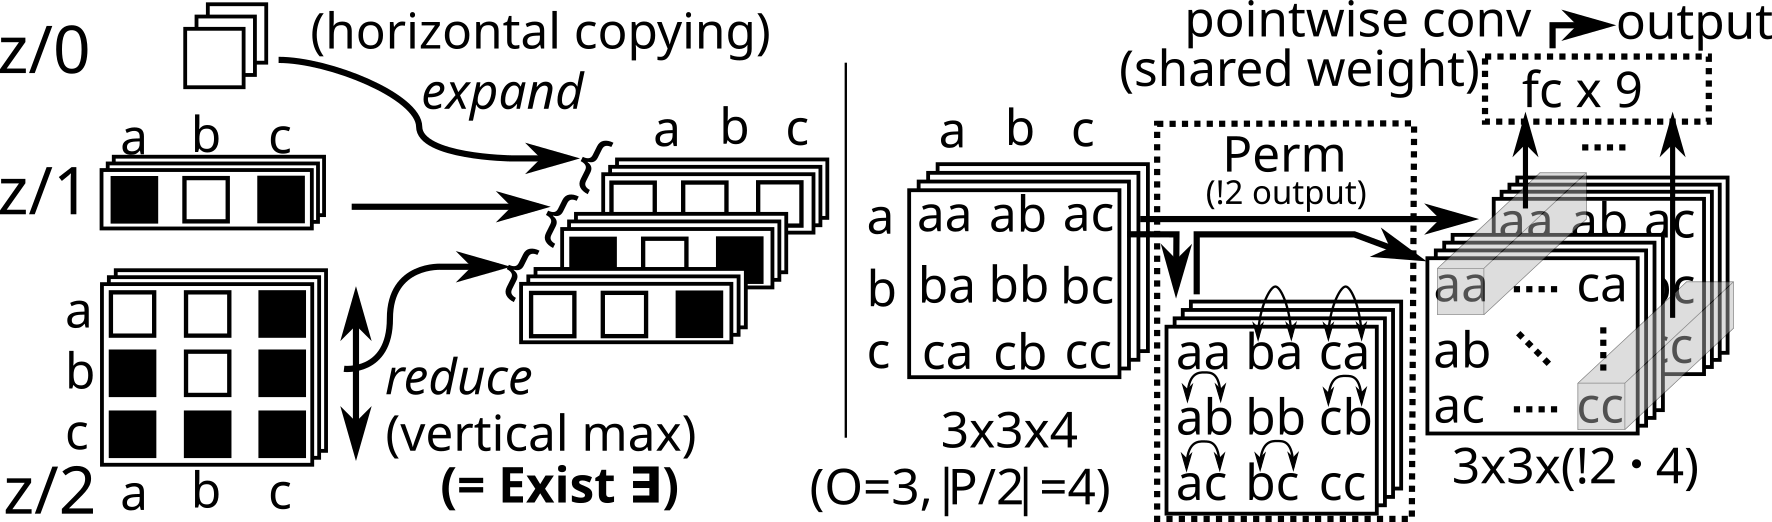 z/0
(horizontal copying)
expand
a b c
z/1
a b c
a
b
c
z/2
a b c
reduce
(vertical max)
(= Exist ∃)
a b c
a aa ab ac
b ba bb bc
c ca cb cc
3x3x4
(O=3, |P/2| =4)
Perm
(!2 output)
aa ba ca
ab bb cb
ac bc cc
pointwise conv
(shared weight)
output
fc x 9
.....
aa ab ac
bc
cc
aa ..... ca
ab
ac ..... cc
3x3x(!2 · 4)